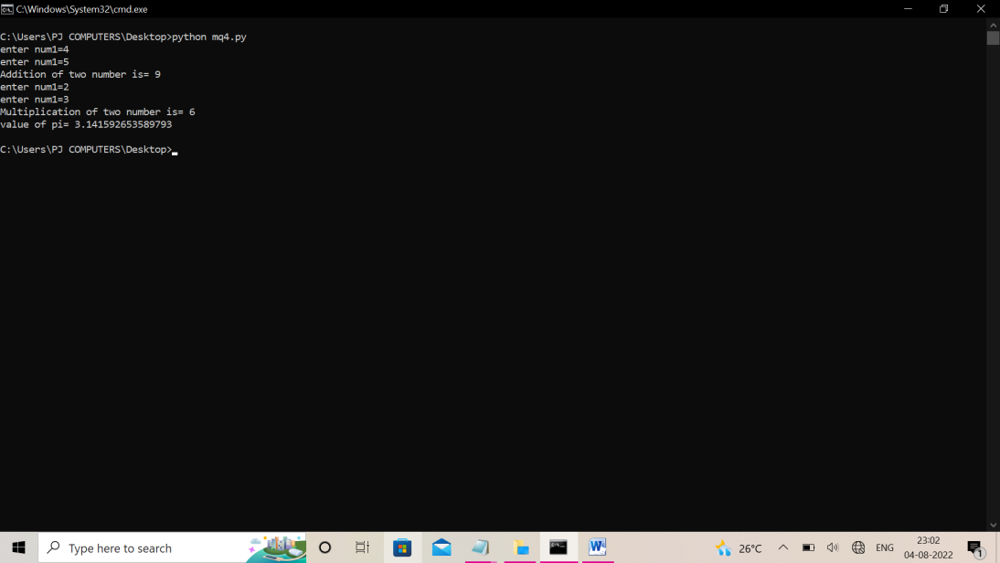 C:\Windows\System32\cmd.exe
C:\Users\PJ COMPUTERS\Desktop>python mq4.py
enter num1=4
enter num1=5
Addition of two number is= 9
enter num1=2
enter num1=3
Multiplication of two number is= 6
value of pi= 3.141592653589793
C:\Users\PJ COMPUTERS\Desktop>
Type here to search
26°C
ENG
23:02
04-08-2022
1